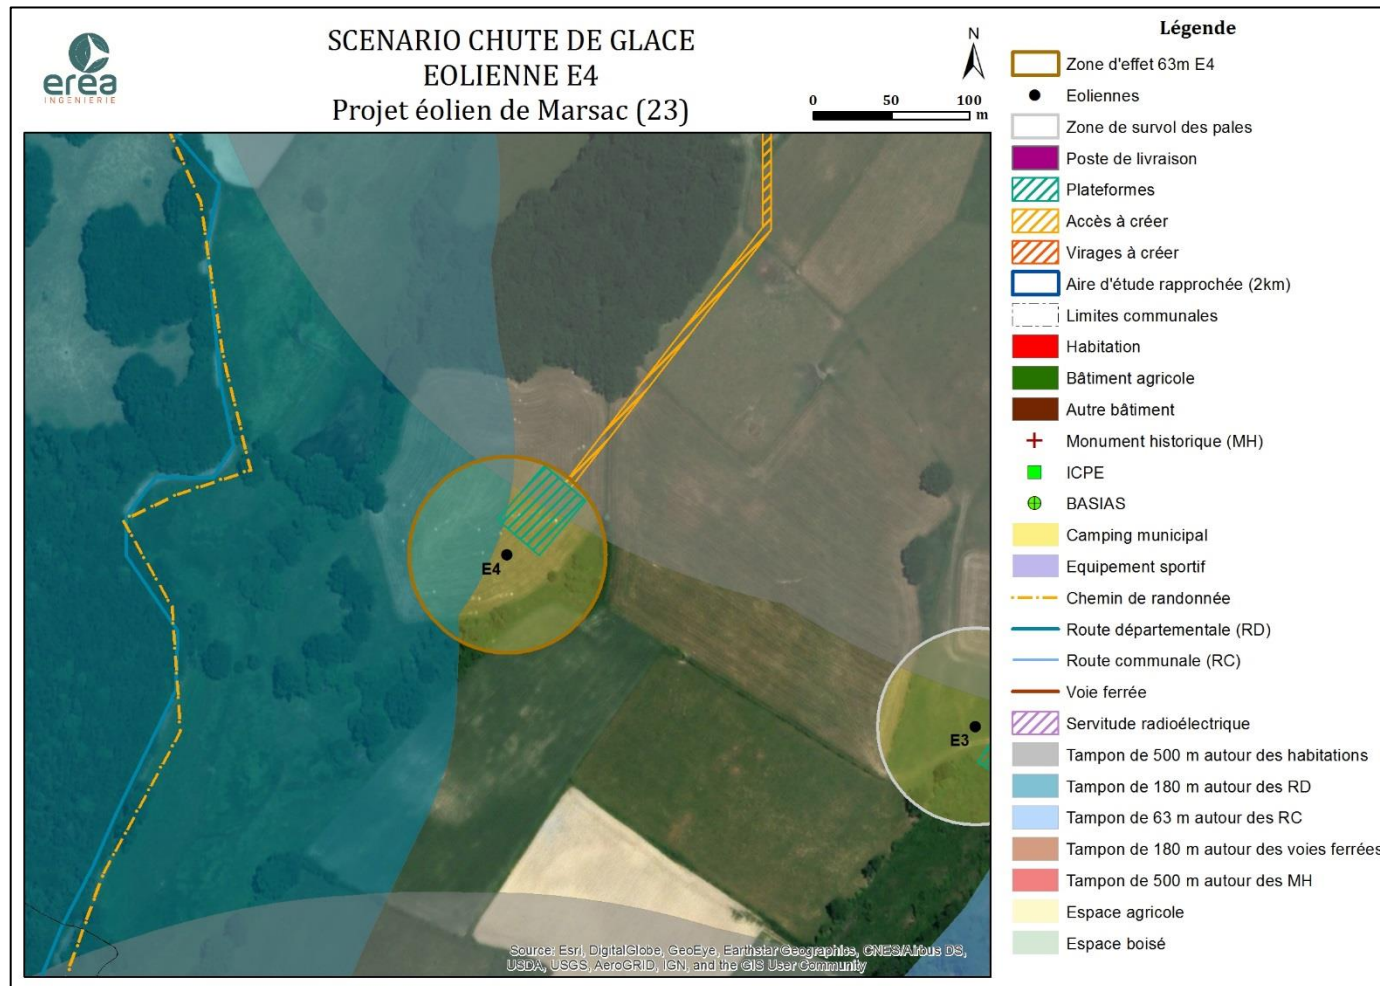 erea
INGENIERIE
SCENARIO CHUTE DE GLACE
EOLIENNE E4
Projet éolien de Marsac (23)
N
0 50 100
m
E4
E3
Source: Esri, DigitalGlobe, GeoEye, Earthstar Geographics, CNES/Airbus DS,
USDA, USGS, AeroGRID, IGN, and the GIS User Community
Légende
Zone d'effet 63m E4
Eoliennes
Zone de survol des pales
Poste de livraison
Plateformes
Accès à créer
Virages à créer
Aire d'étude rapprochée (2km)
Limites communales
Habitation
Bâtiment agricole
Autre bâtiment
Monument historique (MH)
ICPE
BASIAS
Camping municipal
Equipement sportif
Chemin de randonnée
Route départementale (RD)
Route communale (RC)
Voie ferrée
Servitude radioélectrique
Tampon de 500 m autour des habitations
Tampon de 180 m autour des RD
Tampon de 63 m autour des RC
Tampon de 180 m autour des voies ferrées
Tampon de 500 m autour des MH
Espace agricole
Espace boisé